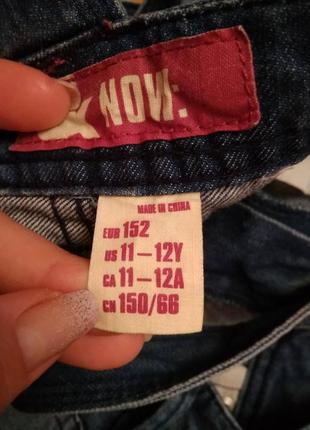 NOW:
MADE IN CHINA
EUR 152
US 11-12Y
CA 11-12A
CN 150/66